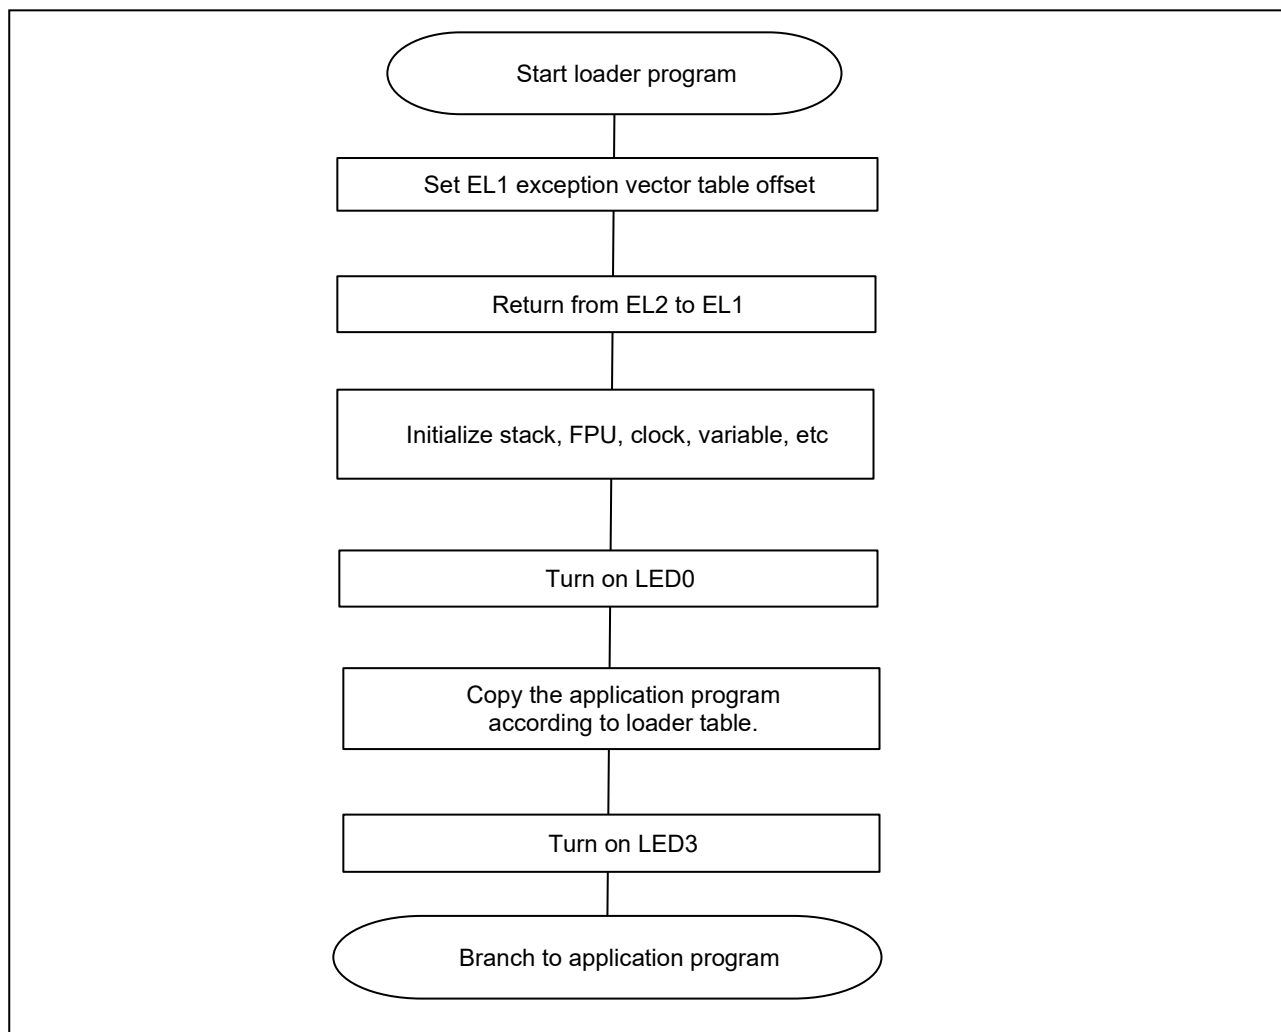 Start loader program
Set EL1 exception vector table offset
Return from EL2 to EL1
Initialize stack, FPU, clock, variable, etc
Turn on LED0
Copy the application program
according to loader table.
Turn on LED3
Branch to application program